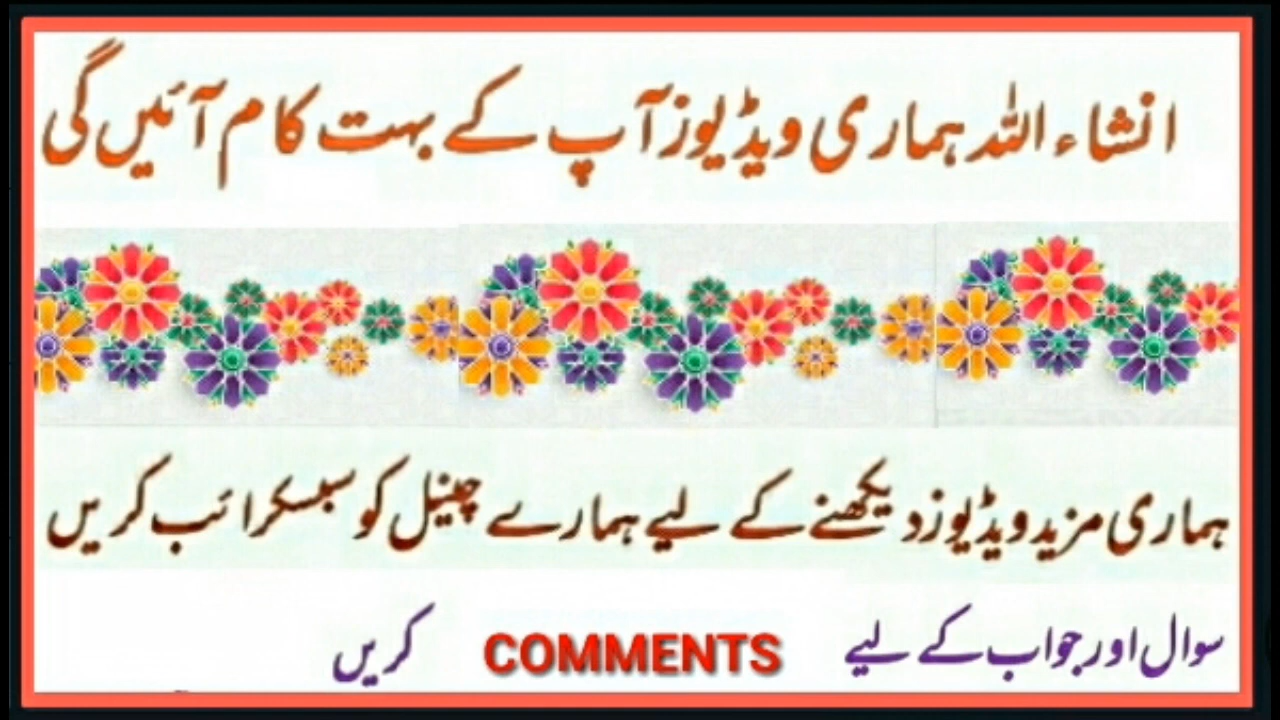 انشاء اللہ ہماری ویڈیوز آپ کے بہت کام آئیں گی
ہماری مزید ویڈیوز دیکھنے کے لیے ہمارے چینل کو سبسکرائب کریں
سوال اور جواب کے لیے COMMENTS کریں